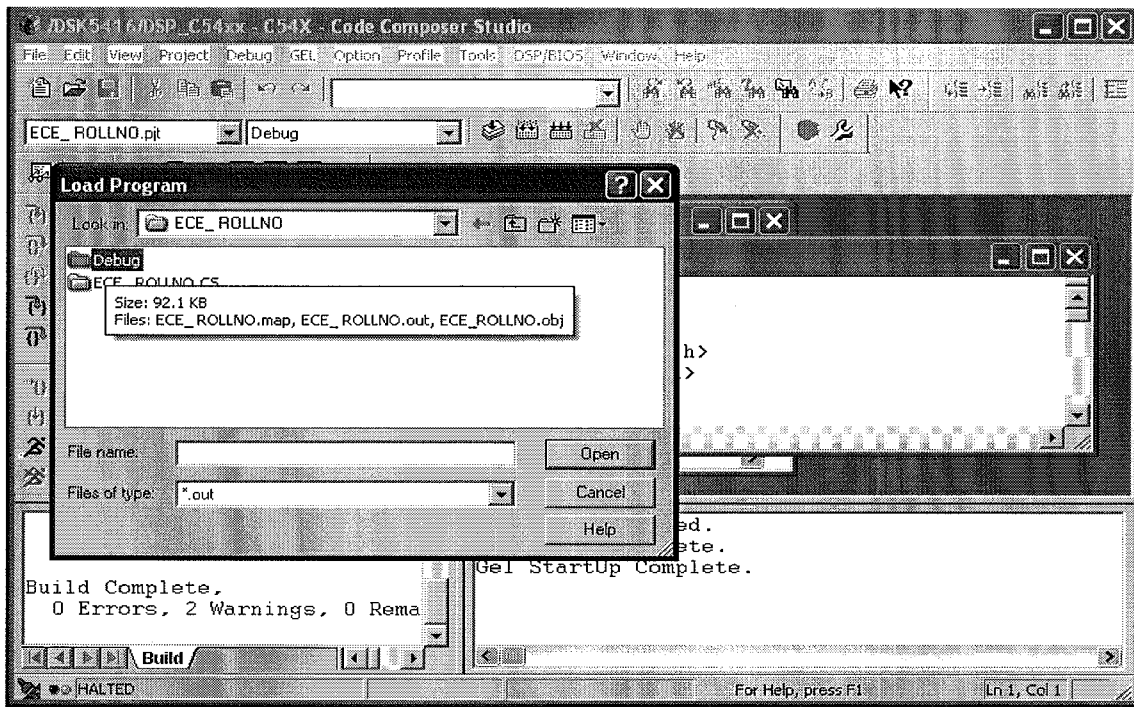 /DSK5416/DSP_C54xx - C54X - Code Composer Studio
File Edit View Project Debug GEL Option Profile Tools DSP/BIOS Window Help
ECE_ROLLNO.pjt Debug
Load Program
Look in: ECE_ROLLNO
Debug
ECE_ROLLNO.CS
Size: 92.1 KB
Files: ECE_ROLLNO.map, ECE_ROLLNO.out, ECE_ROLLNO.obj
h>
>
File name: Open
Files of type: *.out Cancel
Help
ed.
ete.
Gel StartUp Complete.
Build Complete,
0 Errors, 2 Warnings, 0 Rema
Build
HALTED For Help, press F1 Ln 1, Col 1